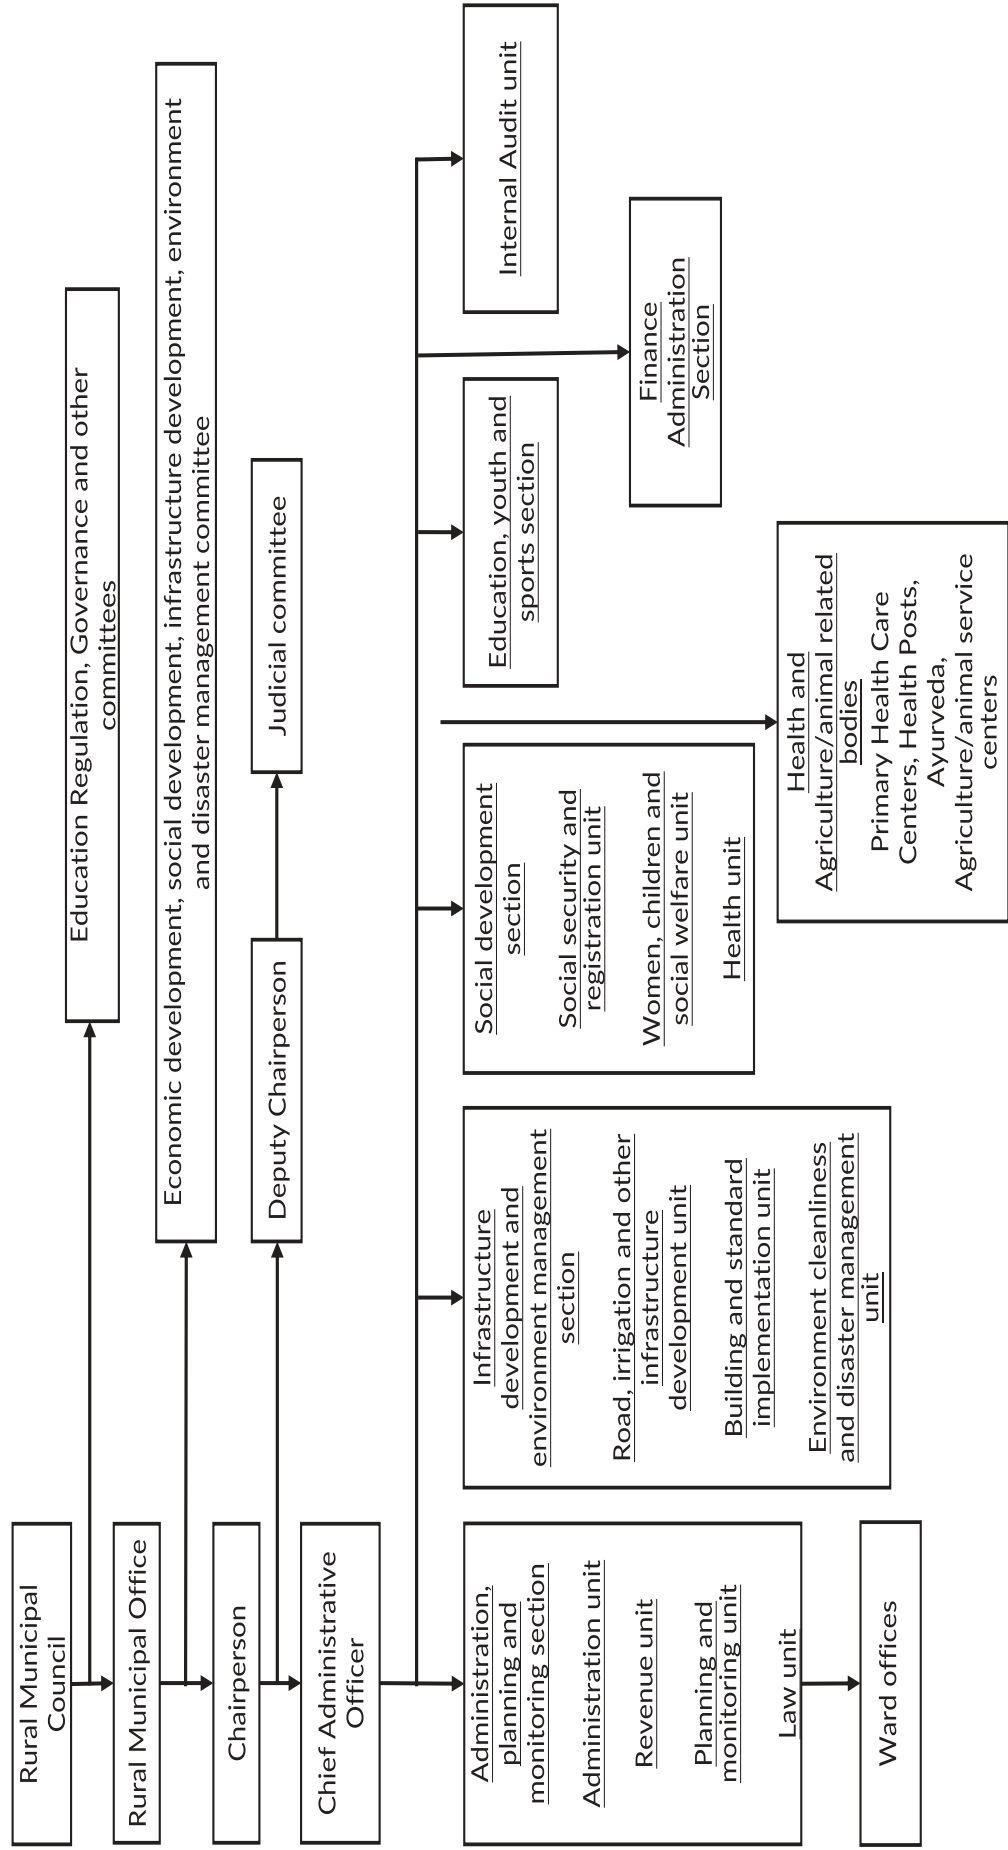 Rural Municipal
Council
Education Regulation, Governance and other
committees
Rural Municipal Office
Economic development, social development, infrastructure development, environment
and disaster management committee
Chairperson
Deputy Chairperson
Judicial committee
Chief Administrative
Officer
Administration,
planning and
monitoring section
Administration unit
Revenue unit
Planning and
monitoring unit
Law unit
Infrastructure
development and
environment management
section
Road, irrigation and other
infrastructure
development unit
Building and standard
implementation unit
Environment cleanliness
and disaster management
unit
Social development
section
Social security and
registration unit
Women, children and
social welfare unit
Health unit
Education, youth and
sports section
Internal Audit unit
Finance
Administration
Section
Health and
Agriculture/animal related
bodies
Primary Health Care
Centers, Health Posts,
Ayurveda,
Agriculture/animal service
centers
Ward offices